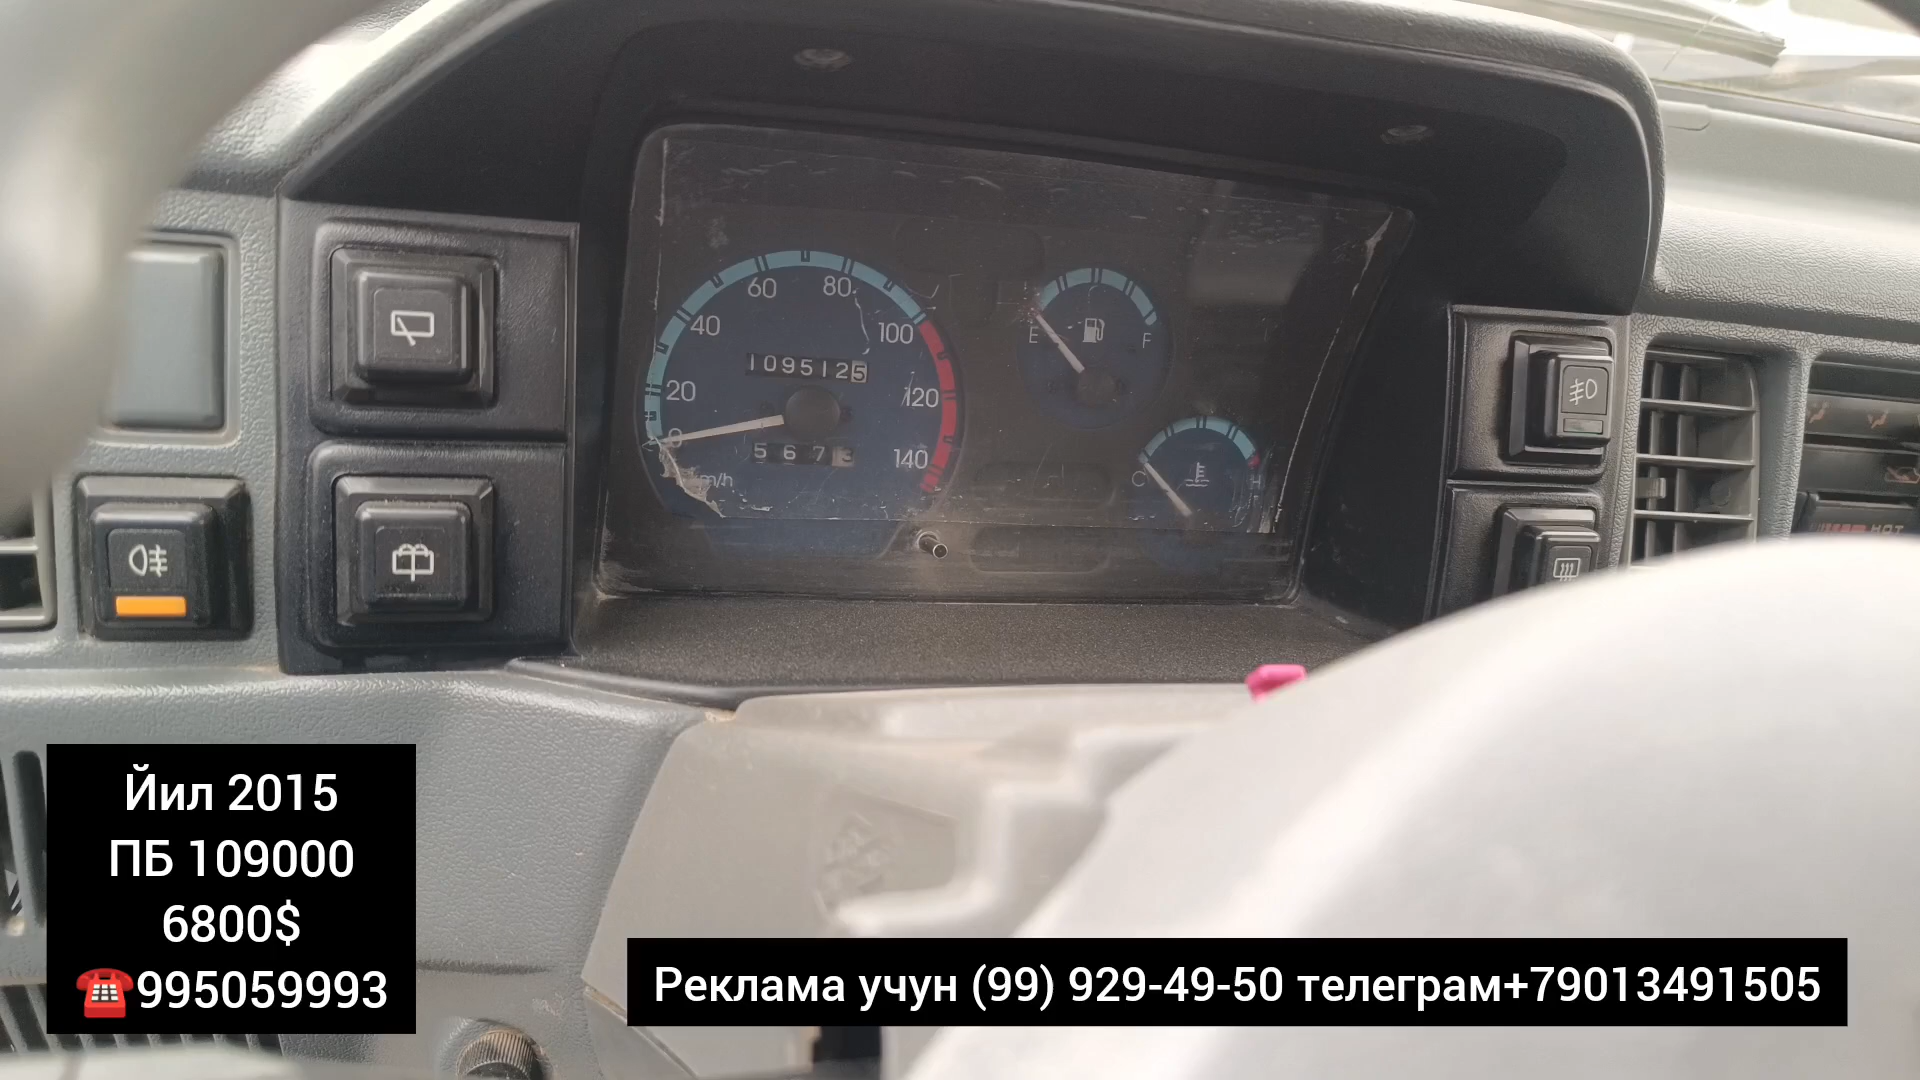 60
80
40
100
1095125
20
120
0
5673
140
km/h
E
F
C
H
HOT
Йил 2015
ПБ 109000
6800$
☎995059993
Реклама учун (99) 929-49-50 телеграм+79013491505